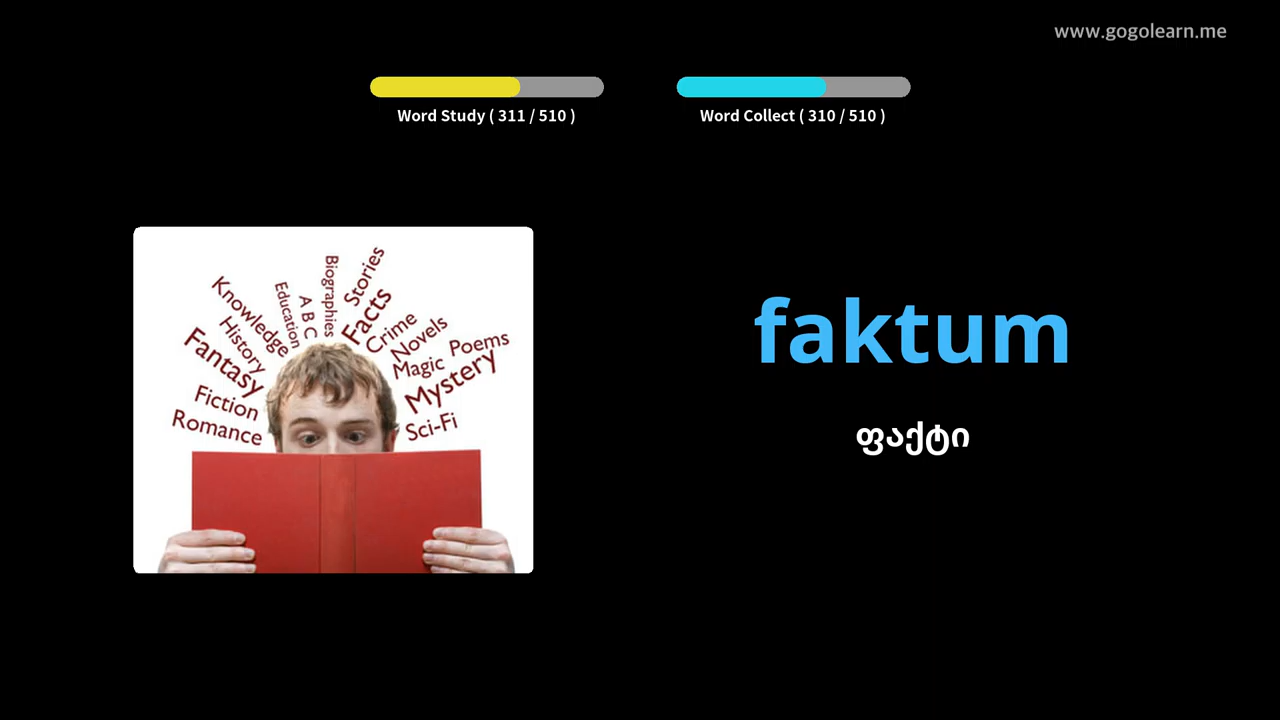 www.gogolearn.me
Word Study ( 311 / 510 )
Word Collect ( 310 / 510 )
Knowledge
History
Fantasy
Fiction
Romance
Education
A B C
Biographies
Stories
Facts
Crime
Novels
Magic
Poems
Mystery
Sci-Fi
faktum
ფაქტი